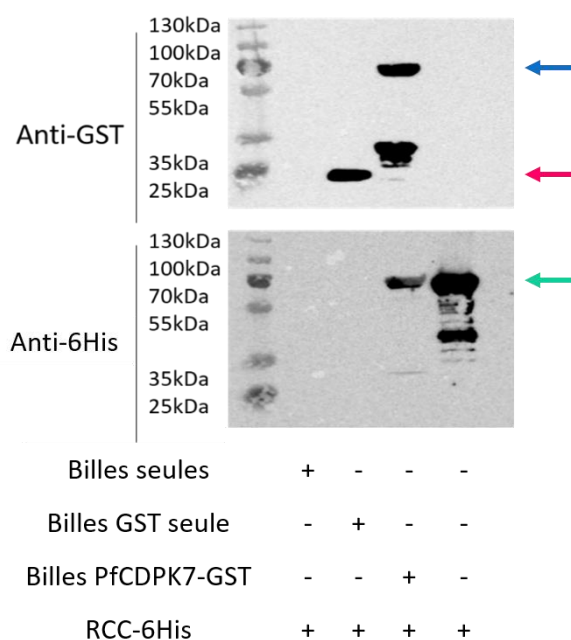 130kDa
100kDa
70kDa
55kDa
Anti-GST
35kDa
25kDa
130kDa
100kDa
70kDa
55kDa
Anti-6His
35kDa
25kDa
Billes seules + - - -
Billes GST seule - + - -
Billes PfCDPK7-GST - - + -
RCC-6His + + + +